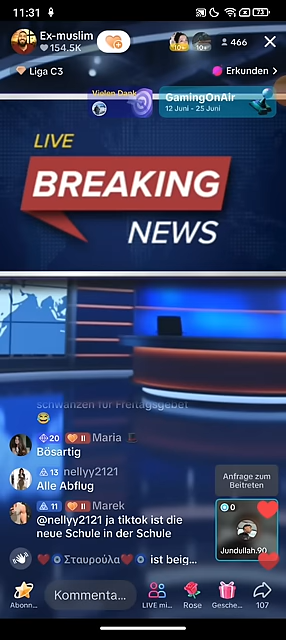 11:31
73
Ex-muslim
154.5K
10+
10+
466
Liga C3
Erkunden
Vielen Dank
GamingOnAir
12 Juni - 25 Juni
LIVE
BREAKING
NEWS
schwänzen für Freitagsgebet
😂
20 Maria
Bösartig
13 nellyy2121
Alle Abflug
11 Marek
@nellyy2121 ja tiktok ist die
neue Schule in der Schule
Σταυρούλα ist beig...
Anfrage zum
Beitreten
0
Jundullah.90
Abonn...
Kommenta...
LIVE mi...
Rose
Gesche...
107